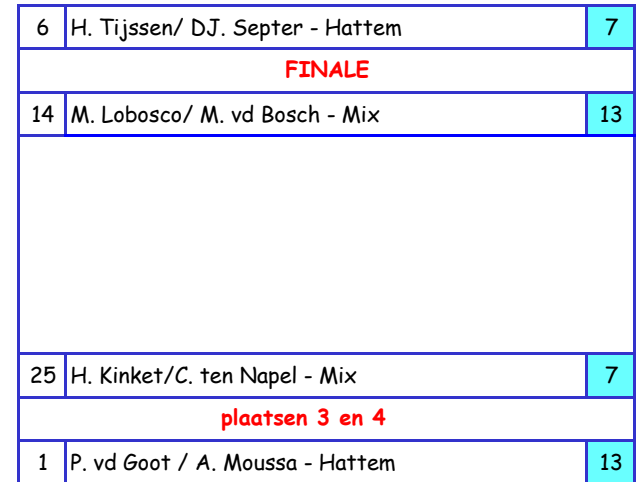 6 H. Tijssen/ DJ. Septer - Hattem 7
FINALE
14 M. Lobosco/ M. vd Bosch - Mix 13
25 H. Kinket/C. ten Napel - Mix 7
plaatsen 3 en 4
1 P. vd Goot / A. Moussa - Hattem 13